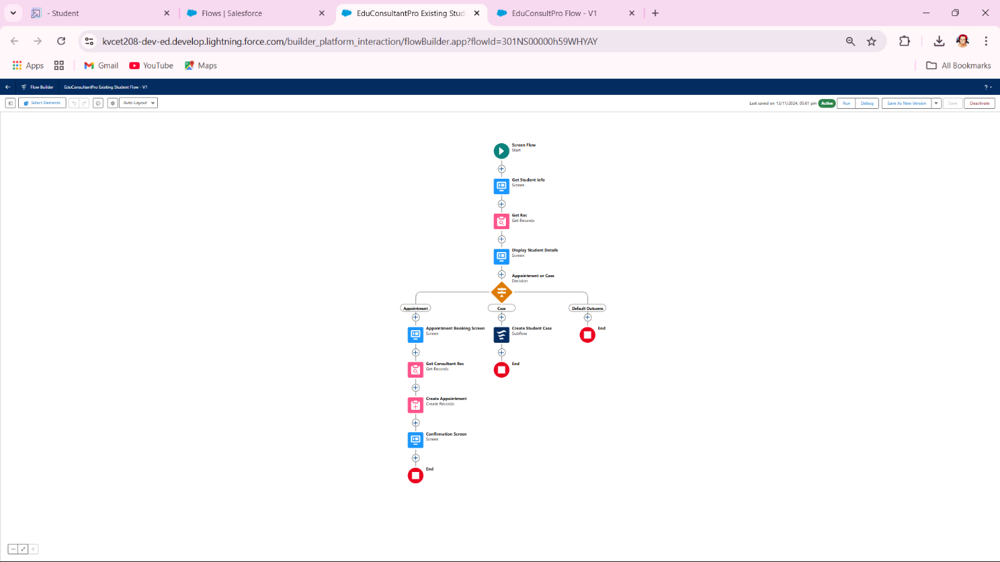 - Student
Flows | Salesforce
EduConsultantPro Existing Stud
EduConsultPro Flow - V1
kvcet208-dev-ed.develop.lightning.force.com/builder_platform_interaction/flowBuilder.app?flowId=301NS00000h59WHYAY
Apps
Gmail
YouTube
Maps
All Bookmarks
Flow Builder
EduConsultantPro Existing Student Flow - V1
?
Select Elements
Auto-Layout
Last saved on 13/11/2024, 05:01 pm
Active
Run
Debug
Save As New Version
Save
Deactivate
Screen Flow
Start
Get Student Info
Screen
Get Rec
Get Records
Display Student Details
Screen
Appointment or Case
Decision
Appointment
Case
Default Outcome
Appointment Booking Screen
Screen
Create Student Case
Subflow
End
Get Consultant Rec
Get Records
End
Create Appointment
Create Records
Confirmation Screen
Screen
End